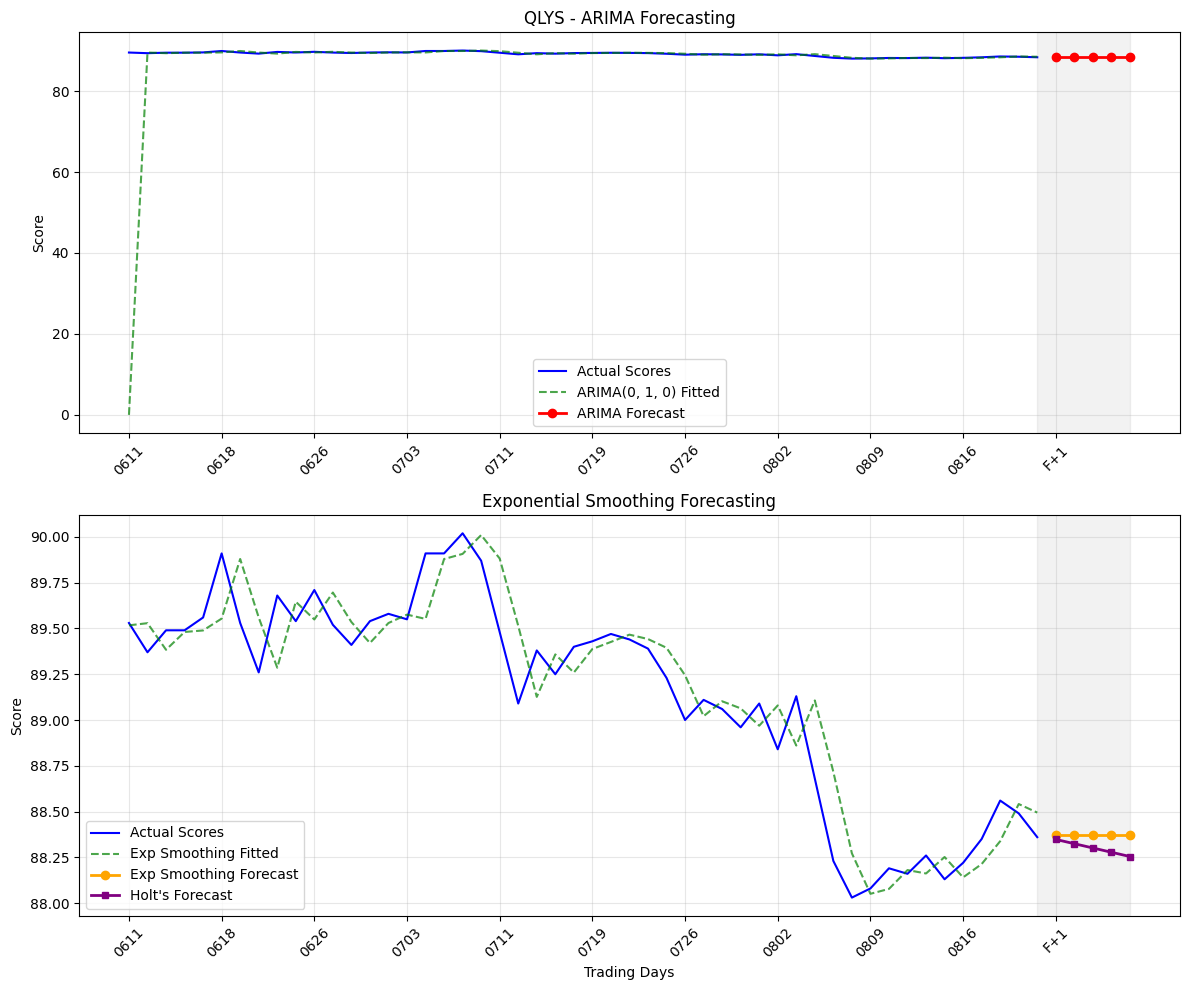 QLYS - ARIMA Forecasting
Score
80
60
40
20
0
Actual Scores
ARIMA(0, 1, 0) Fitted
ARIMA Forecast
0611 0618 0626 0703 0711 0719 0726 0802 0809 0816 F+1
Exponential Smoothing Forecasting
Score
90.00
89.75
89.50
89.25
89.00
88.75
88.50
88.25
88.00
Actual Scores
Exp Smoothing Fitted
Exp Smoothing Forecast
Holt's Forecast
0611 0618 0626 0703 0711 0719 0726 0802 0809 0816 F+1
Trading Days